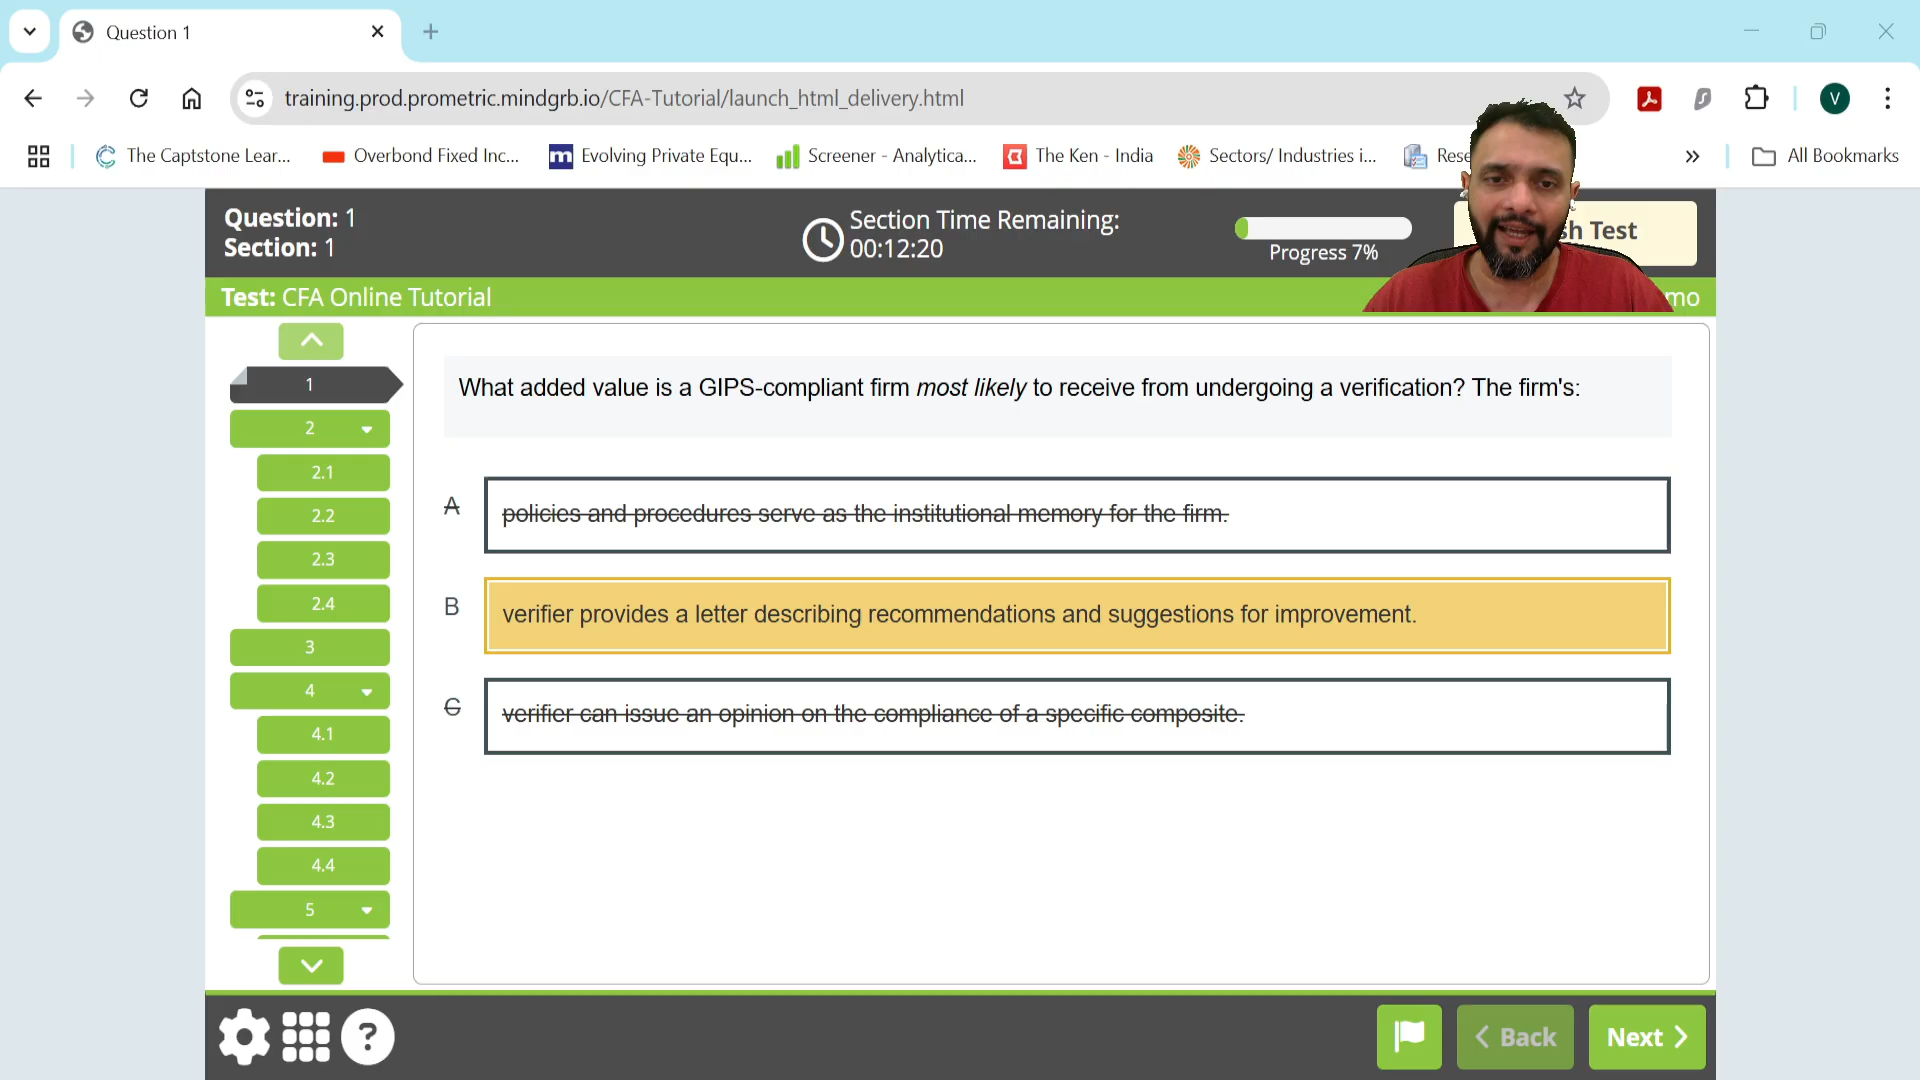 Question 1
training.prod.prometric.mindgrb.io/CFA-Tutorial/launch_html_delivery.html
V
The Captstone Lear...
Overbond Fixed Inc...
m
Evolving Private Equ...
Screener - Analytica...
The Ken - India
Sectors/ Industries i...
Rese
»
All Bookmarks
Question: 1
Section: 1
Section Time Remaining:
00:12:20
Progress 7%
sh Test
Test: CFA Online Tutorial
mo
1
2
2.1
2.2
2.3
2.4
3
4
4.1
4.2
4.3
4.4
5
What added value is a GIPS-compliant firm most likely to receive from undergoing a verification? The firm's:
A
policies and procedures serve as the institutional memory for the firm.
B
verifier provides a letter describing recommendations and suggestions for improvement.
C
verifier can issue an opinion on the compliance of a specific composite.
?
Back
Next